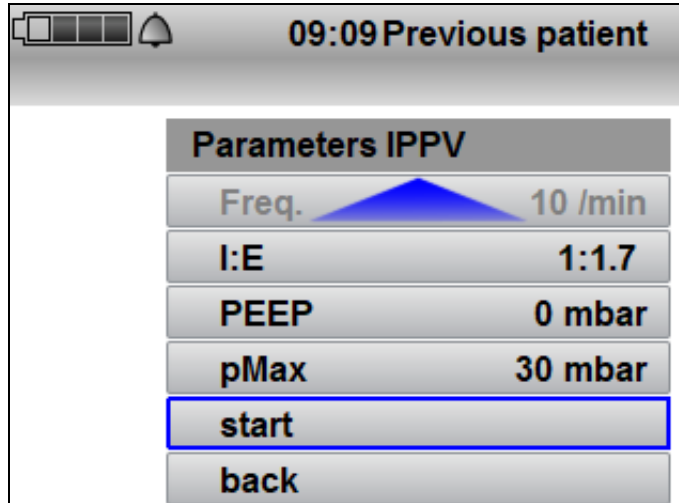 09:09 Previous patient
Parameters IPPV
Freq. 10 /min
I:E 1:1.7
PEEP 0 mbar
pMax 30 mbar
start
back